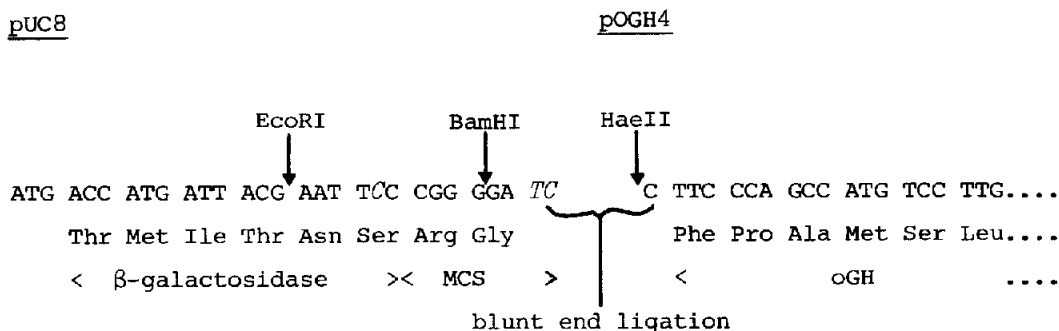 pUC8 pOGH4
EcoRI BamHI HaeII
ATG ACC ATG ATT ACG AAT TCC CGG GGA TC C TTC CCA GCC ATG TCC TTG....
Thr Met Ile Thr Asn Ser Arg Gly Phe Pro Ala Met Ser Leu....
< β-galactosidase >< MCS > < oGH ....
blunt end ligation